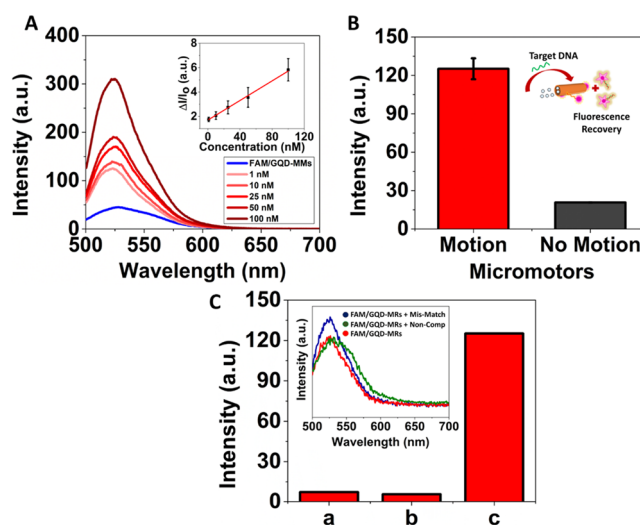 A
Intensity (a.u.)
400
300
200
100
0
500 550 600 650 700
Wavelength (nm)
ΔI/I₀ (a.u.)
8
6
4
2
0 40 80 120
Concentration (nM)
FAM/GQD-MMs
1 nM
10 nM
25 nM
50 nM
100 nM
B
Intensity (a.u.)
150
120
90
60
30
0
Motion No Motion
Micromotors
Target DNA
Fluorescence
Recovery
C
Intensity (a.u.)
150
120
90
60
30
0
a b c
FAM/GQD-MRs + Mis-Match
FAM/GQD-MRs + Non-Comp
FAM/GQD-MRs
Intensity (a.u.)
500 550 600 650 700
Wavelength (nm)